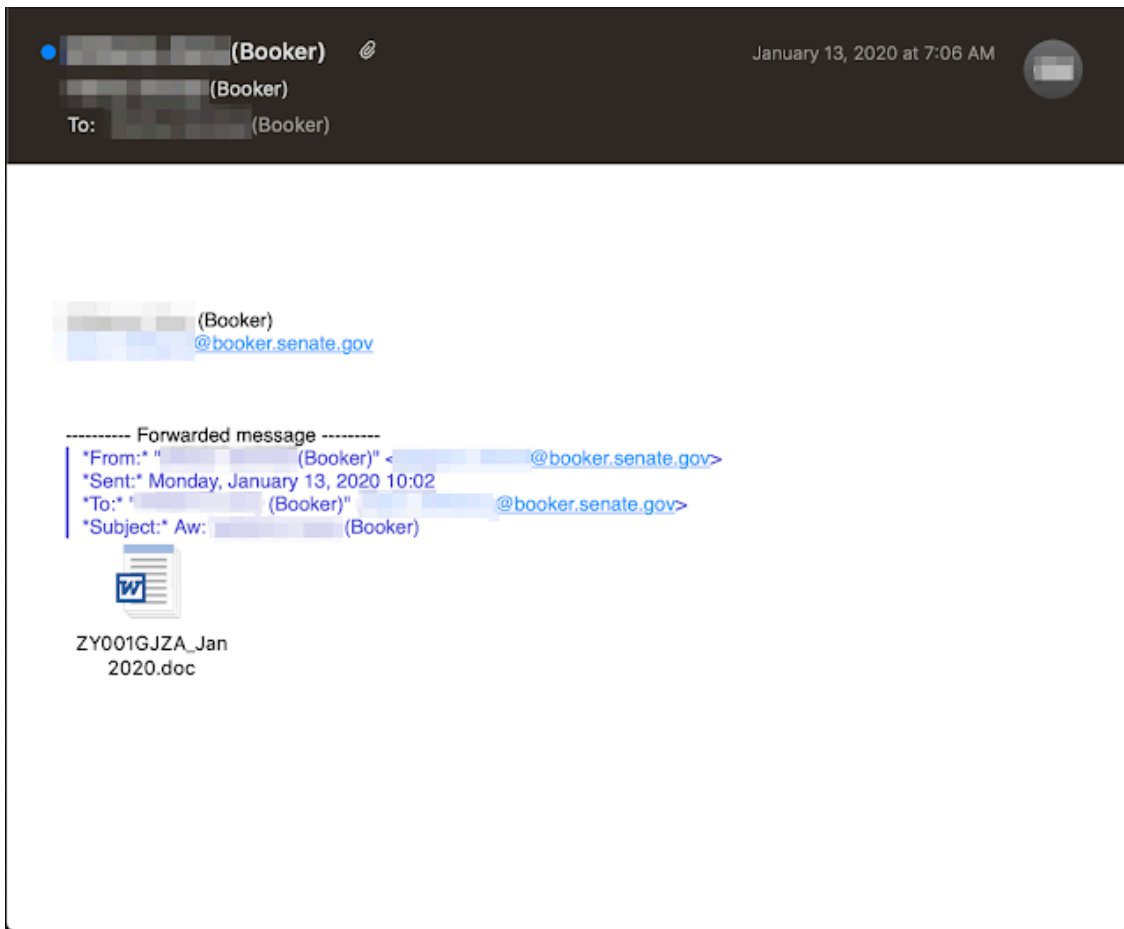 (Booker) January 13, 2020 at 7:06 AM
(Booker)
To: (Booker)
(Booker)
@booker.senate.gov
---------- Forwarded message ---------
*From:* " (Booker)" < @booker.senate.gov>
*Sent:* Monday, January 13, 2020 10:02
*To:* " (Booker)" @booker.senate.gov>
*Subject:* Aw: (Booker)
W
ZY001GJZA_Jan
2020.doc